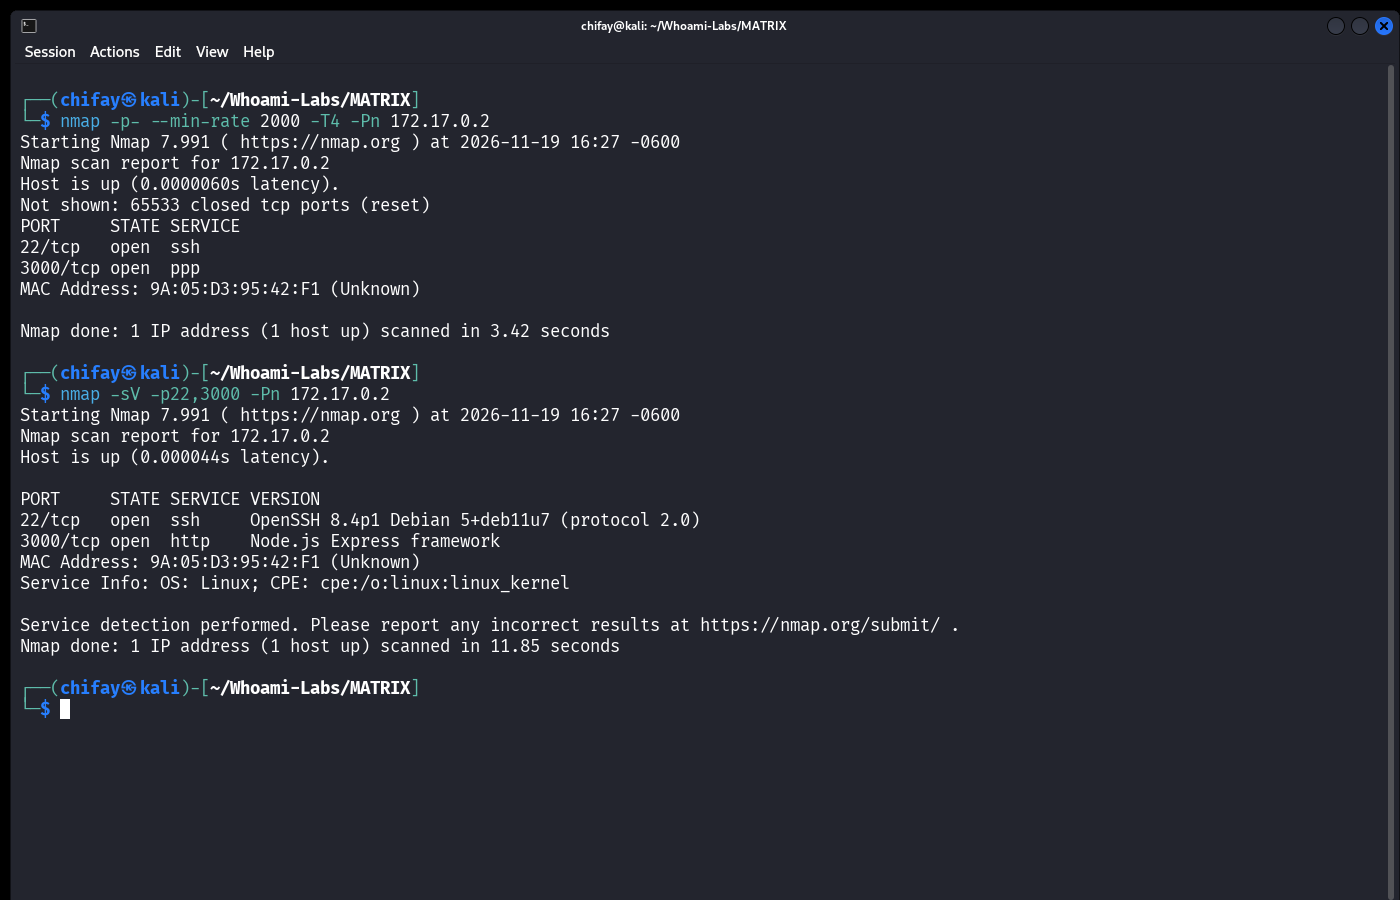 chifay@kali: ~/Whoami-Labs/MATRIX
Session Actions Edit View Help
┌──(chifay㉿kali)-[~/Whoami-Labs/MATRIX]
└─$ nmap -p- --min-rate 2000 -T4 -Pn 172.17.0.2
Starting Nmap 7.991 ( https://nmap.org ) at 2026-11-19 16:27 -0600
Nmap scan report for 172.17.0.2
Host is up (0.0000060s latency).
Not shown: 65533 closed tcp ports (reset)
PORT     STATE SERVICE
22/tcp   open  ssh
3000/tcp open  ppp
MAC Address: 9A:05:D3:95:42:F1 (Unknown)
Nmap done: 1 IP address (1 host up) scanned in 3.42 seconds
┌──(chifay㉿kali)-[~/Whoami-Labs/MATRIX]
└─$ nmap -sV -p22,3000 -Pn 172.17.0.2
Starting Nmap 7.991 ( https://nmap.org ) at 2026-11-19 16:27 -0600
Nmap scan report for 172.17.0.2
Host is up (0.000044s latency).
PORT     STATE SERVICE VERSION
22/tcp   open  ssh     OpenSSH 8.4p1 Debian 5+deb11u7 (protocol 2.0)
3000/tcp open  http    Node.js Express framework
MAC Address: 9A:05:D3:95:42:F1 (Unknown)
Service Info: OS: Linux; CPE: cpe:/o:linux:linux_kernel
Service detection performed. Please report any incorrect results at https://nmap.org/submit/ .
Nmap done: 1 IP address (1 host up) scanned in 11.85 seconds
┌──(chifay㉿kali)-[~/Whoami-Labs/MATRIX]
└─$